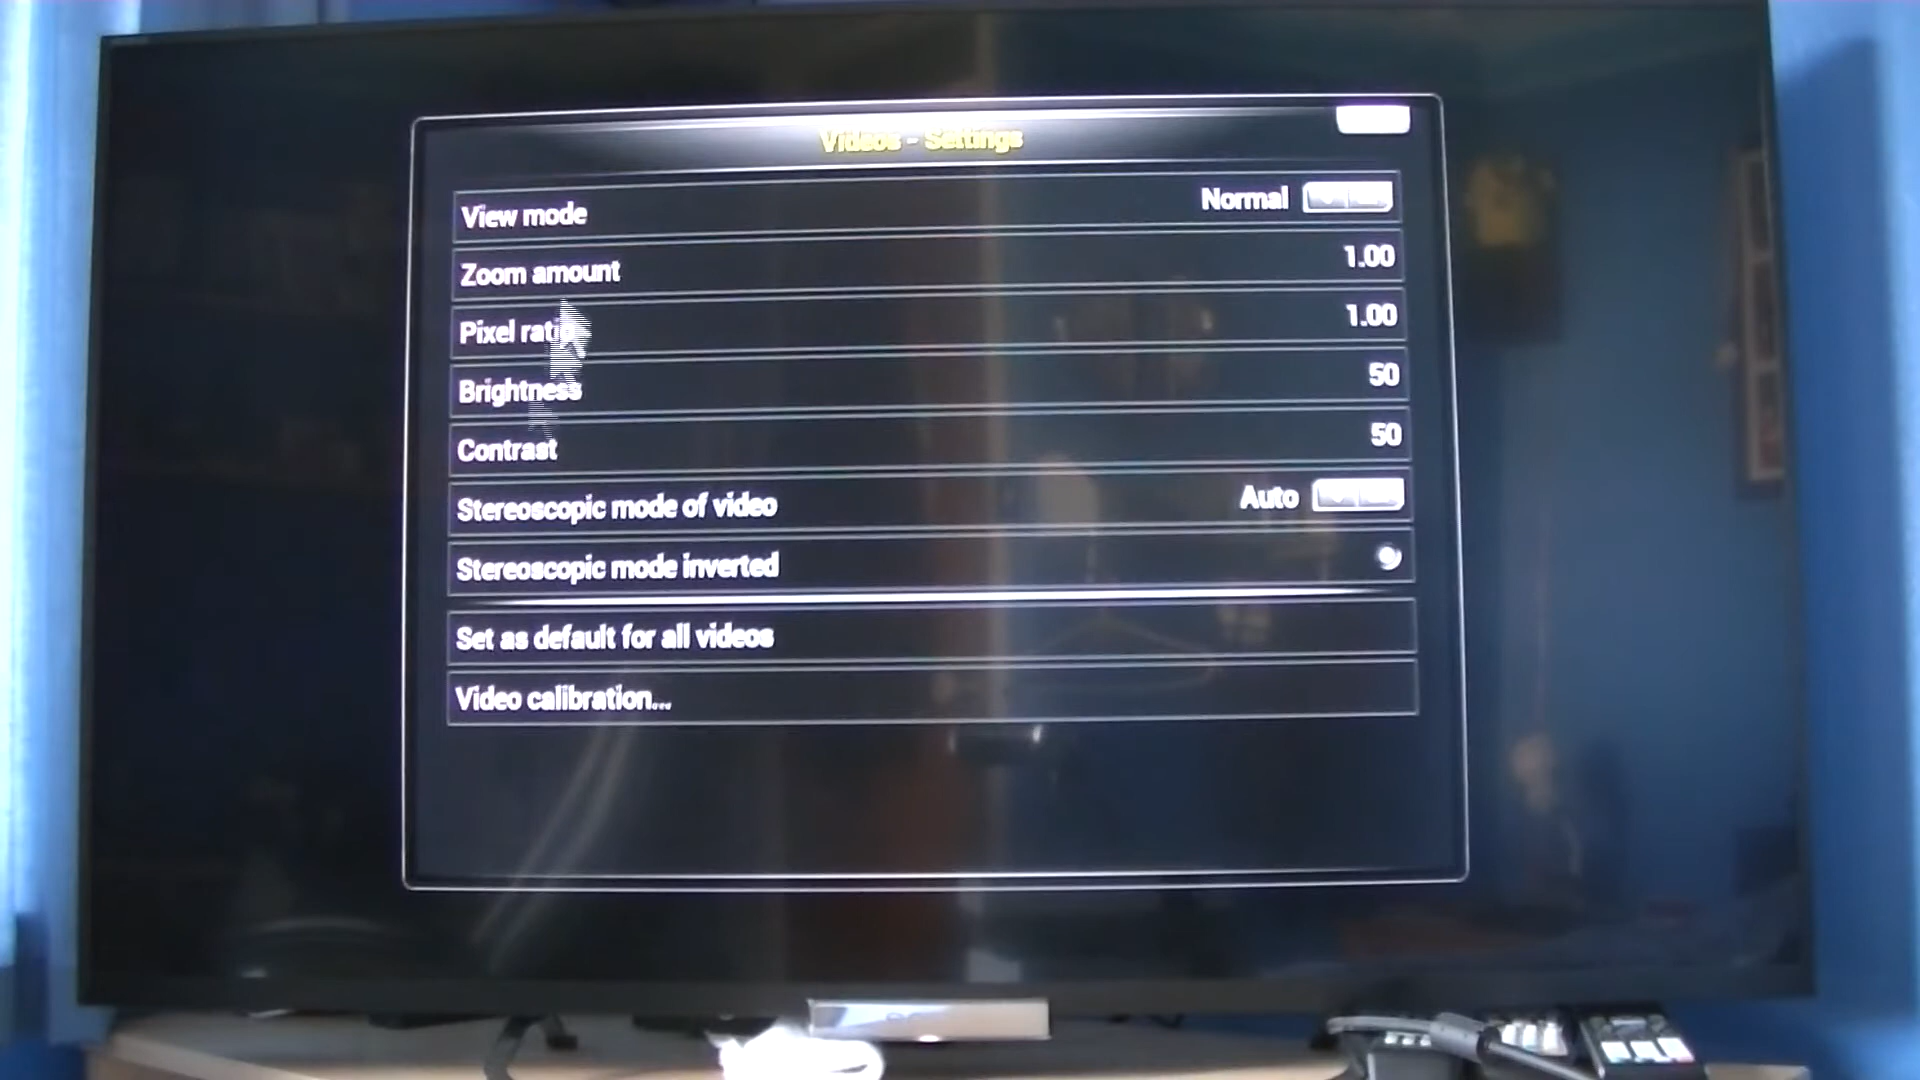 Videos - Settings
View mode Normal
Zoom amount 1.00
Pixel ratio 1.00
Brightness 50
Contrast 50
Stereoscopic mode of video Auto
Stereoscopic mode inverted
Set as default for all videos
Video calibration...